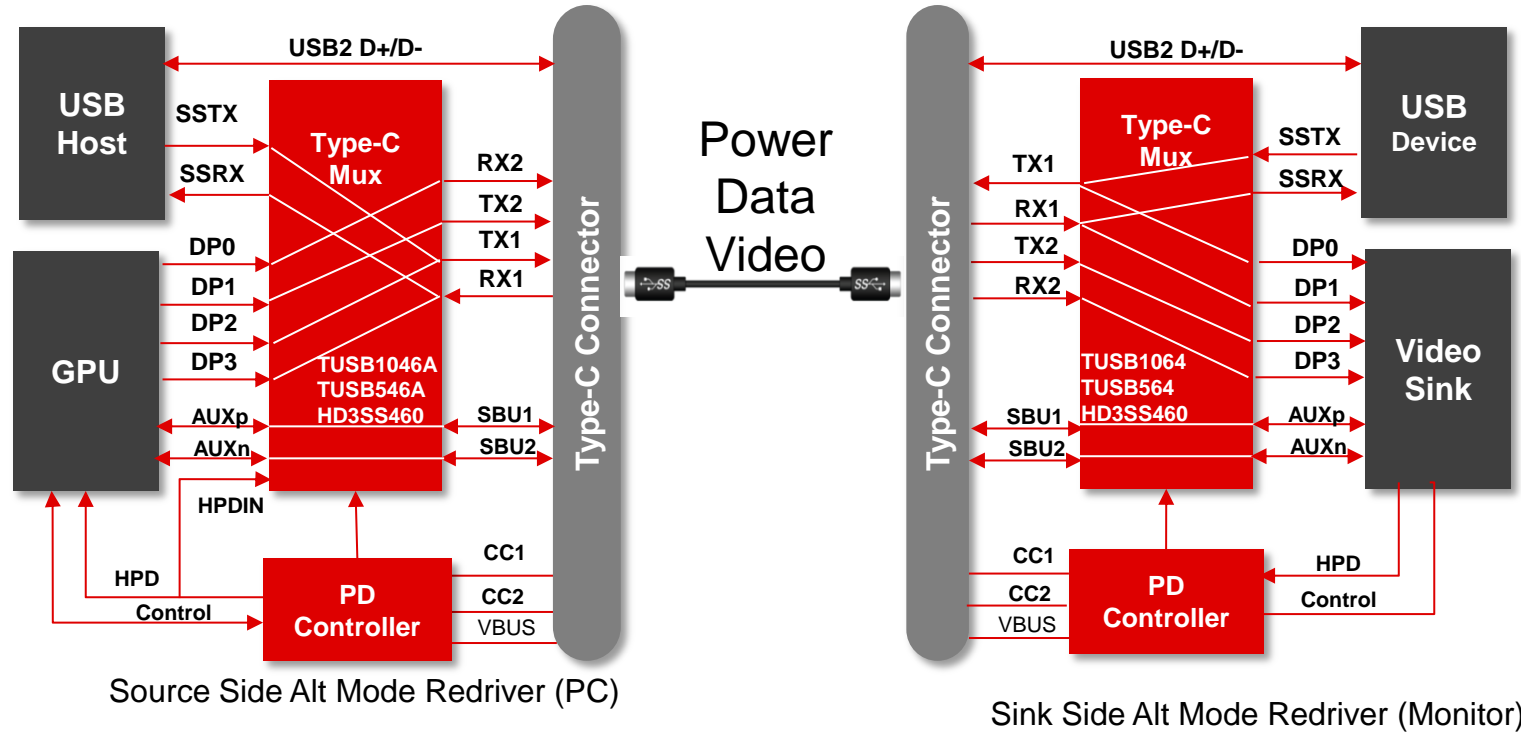 USB2 D+/D-
USB
Host
SSTX
SSRX
Type-C
Mux
RX2
TX2
TX1
RX1
DP0
DP1
DP2
DP3
GPU
TUSB1046A
TUSB546A
HD3SS460
AUXp
AUXn
SBU1
SBU2
HPDIN
HPD
Control
PD
Controller
CC1
CC2
VBUS
Type-C Connector
Source Side Alt Mode Redriver (PC)
Power
Data
Video
SS
SS
Type-C Connector
USB2 D+/D-
USB
Device
Type-C
Mux
SSTX
SSRX
TX1
RX1
TX2
RX2
DP0
DP1
DP2
DP3
Video
Sink
TUSB1064
TUSB564
HD3SS460
SBU1
SBU2
AUXp
AUXn
CC1
CC2
VBUS
PD
Controller
HPD
Control
Sink Side Alt Mode Redriver (Monitor)